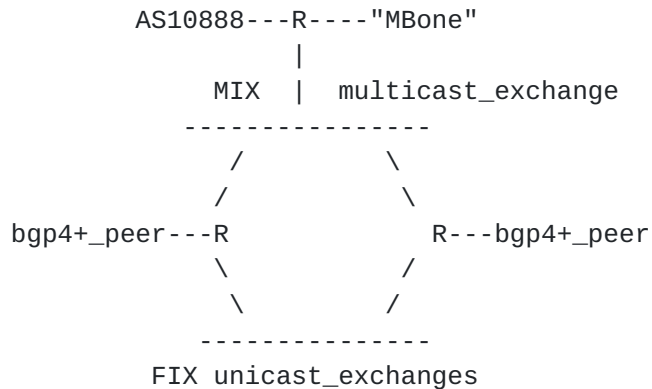 AS10888---R----"MBone"
|
MIX | multicast_exchange
----------------
/ \
/ \
bgp4+_peer---R R---bgp4+_peer
\ /
\ /
---------------
FIX unicast_exchanges